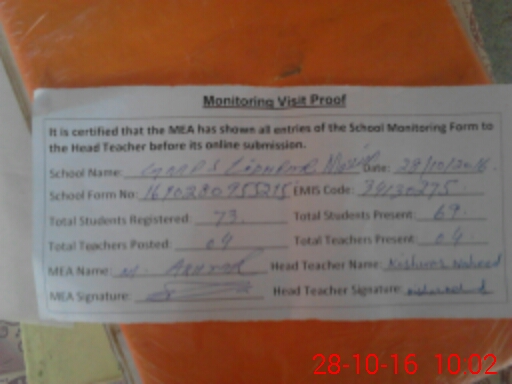 Monitoring Visit Proof
It is certified that the MEA has shown all entries of the School Monitoring Form to
the Head Teacher before its online submission.
School Name: Date: 28/10/2016.
School Form No: EMIS Code:
Total Students Registered: 73 Total Students Present: 69
Total Teachers Posted: 04 Total Teachers Present: 04
MEA Name: M. Head Teacher Name: Naheed
MEA Signature: Head Teacher Signature:
28-10-16 10:02